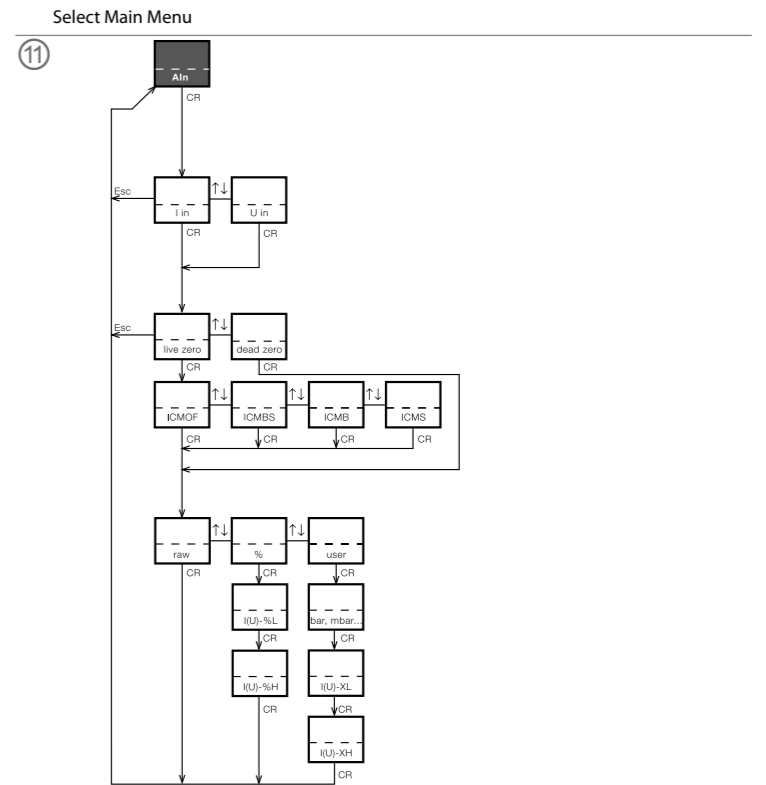 Select Main Menu
11
AIn
CR
Esc
↑↓
I in
U in
CR
CR
Esc
↑↓
live zero
dead zero
CR
CR
↑↓
↑↓
↑↓
ICMOF
ICMBS
ICMB
ICMS
CR
CR
CR
CR
↑↓
↑↓
raw
%
user
CR
CR
CR
I(U)-%L
bar, mbar...
CR
CR
I(U)-%H
I(U)-XL
CR
CR
I(U)-XH
CR